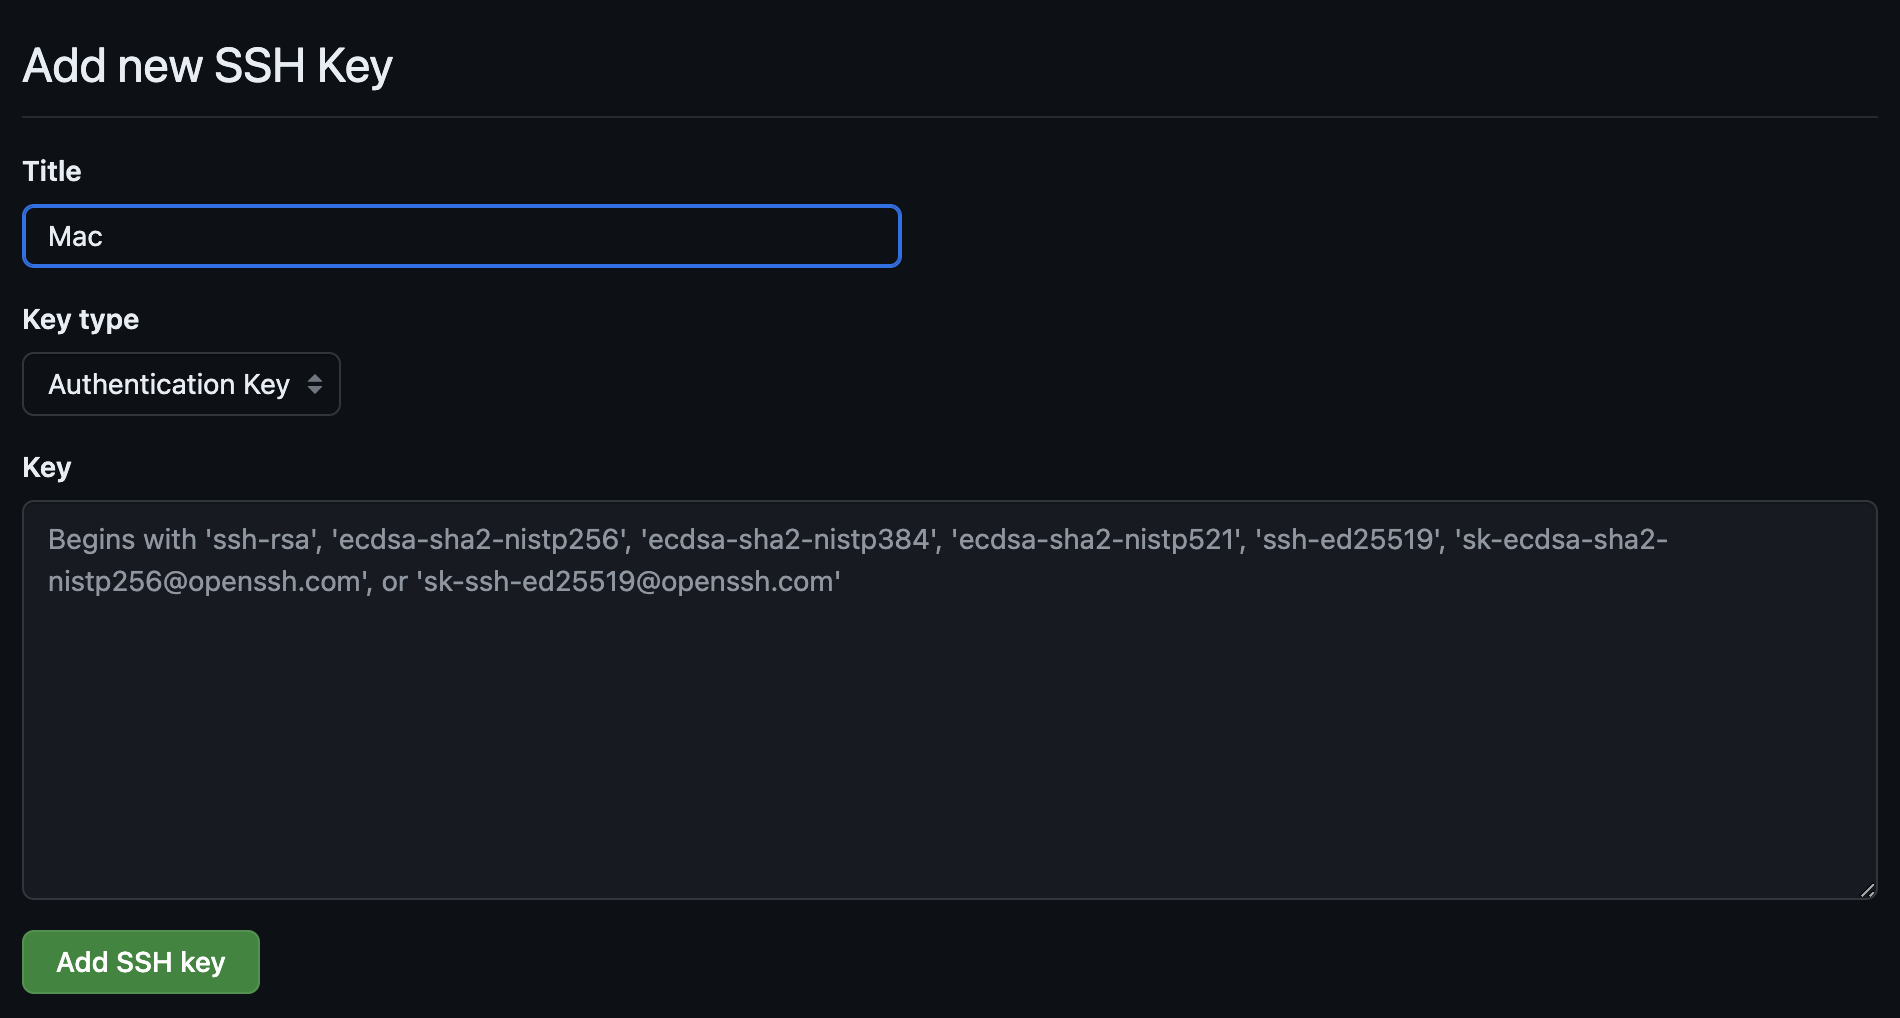 Add new SSH Key
Title
Mac
Key type
Authentication Key
Key
Begins with 'ssh-rsa', 'ecdsa-sha2-nistp256', 'ecdsa-sha2-nistp384', 'ecdsa-sha2-nistp521', 'ssh-ed25519', 'sk-ecdsa-sha2-
nistp256@openssh.com', or 'sk-ssh-ed25519@openssh.com'
Add SSH key